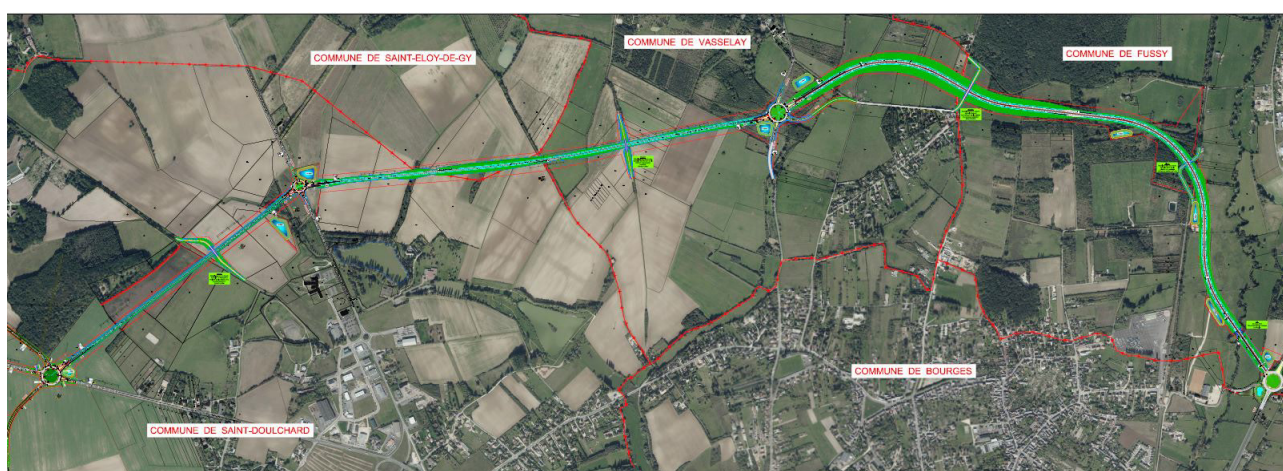 COMMUNE DE VASSELAY
COMMUNE DE SAINT-ELOY-DE-GY
COMMUNE DE FUSSY
COMMUNE DE BOURGES
COMMUNE DE SAINT-DOULCHARD